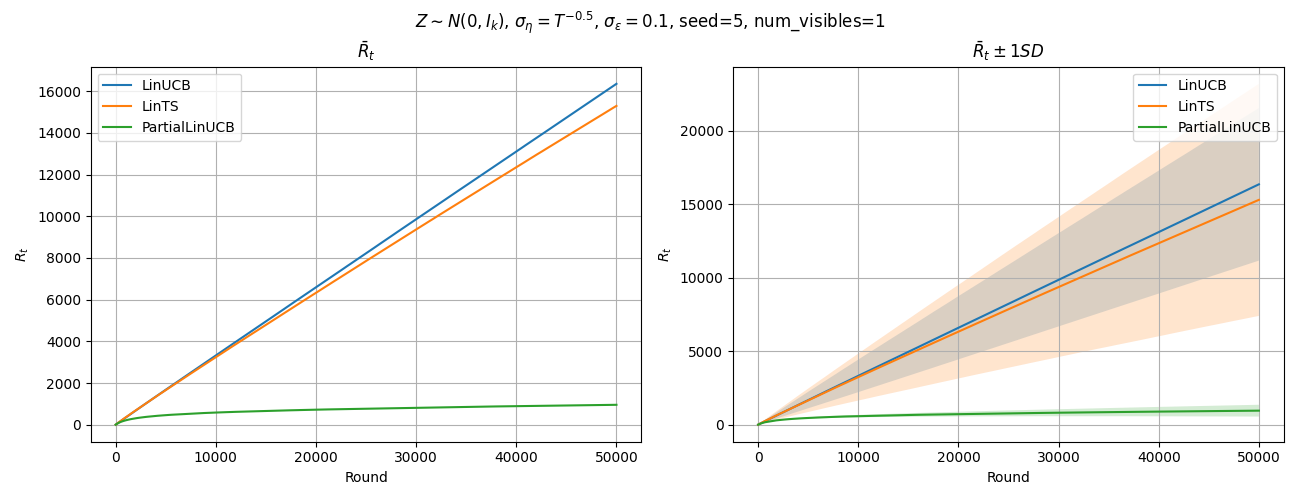 Z ∼ N(0, I_k), σ_η = T^{−0.5}, σ_ε = 0.1, seed=5, num_visibles=1
R̄_t
LinUCB
LinTS
PartialLinUCB
16000
14000
12000
10000
8000
6000
4000
2000
0
R_t
0 10000 20000 30000 40000 50000
Round
R̄_t ± 1SD
LinUCB
LinTS
PartialLinUCB
20000
15000
10000
5000
0
R_t
0 10000 20000 30000 40000 50000
Round